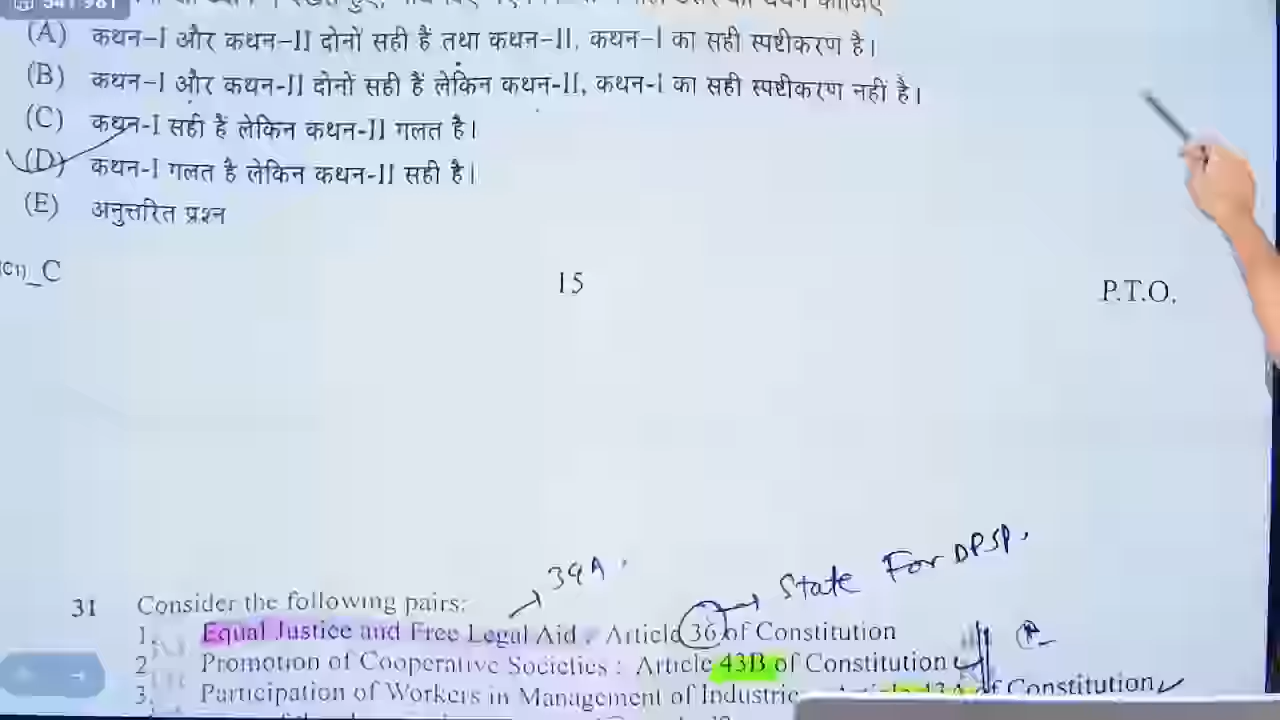 (A) कथन-I और कथन-II दोनों सही हैं तथा कथन-II, कथन-I का सही स्पष्टीकरण है।
(B) कथन-I और कथन-II दोनों सही हैं लेकिन कथन-II, कथन-I का सही स्पष्टीकरण नहीं है।
(C) कथन-I सही है लेकिन कथन-II गलत है।
(D) कथन-I गलत है लेकिन कथन-II सही है।
(E) अनुत्तरित प्रश्न
_C
15
P.T.O.
39A
State For DPSP.
31 Consider the following pairs:
1. Equal Justice and Free Legal Aid : Article 36 of Constitution
2. Promotion of Cooperative Societies : Article 43B of Constitution
3. Participation of Workers in Management of of Constitution